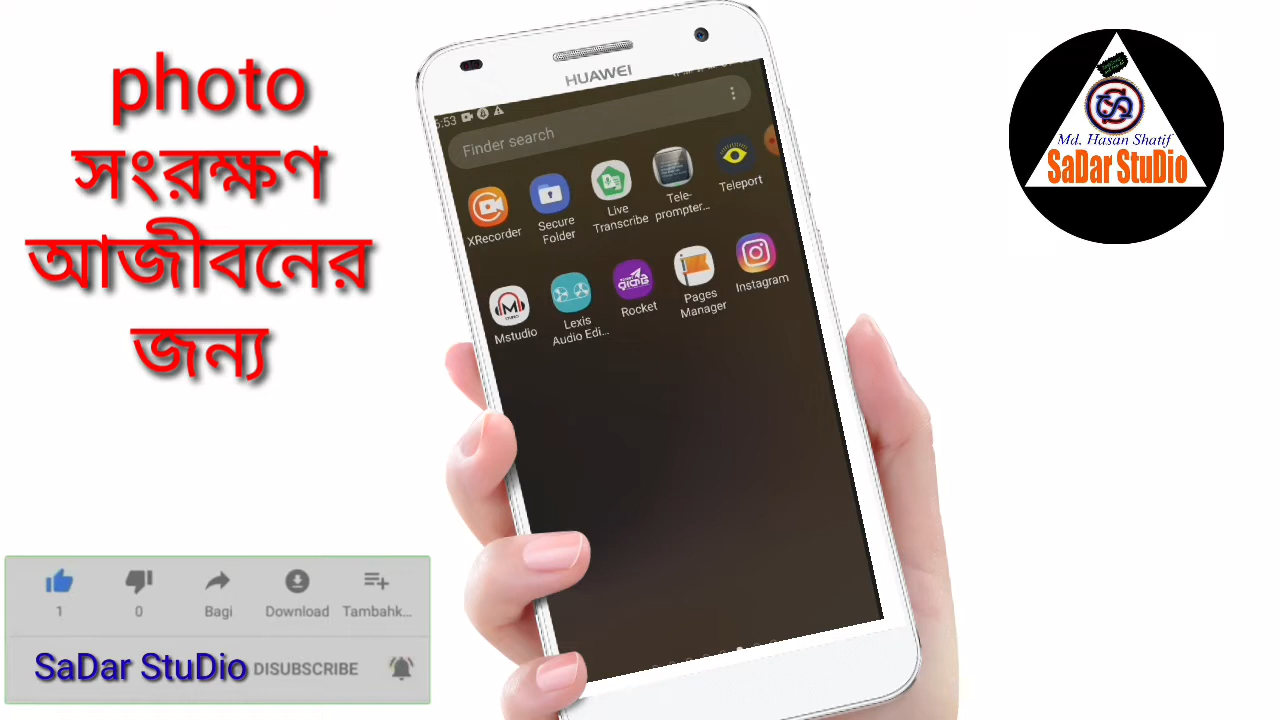 photo
সংরক্ষণ
আজীবনের
জন্য
HUAWEI
6:53
Finder search
XRecorder
Secure
Folder
Live
Transcribe
Tele-
prompter...
Teleport
Mstudio
Lexis
Audio Edi...
Rocket
Pages
Manager
Instagram
Md. Hasan Shatif
SaDar StuDio
1
0
Bagi
Download
Tambahk...
SaDar StuDio
DISUBSCRIBE